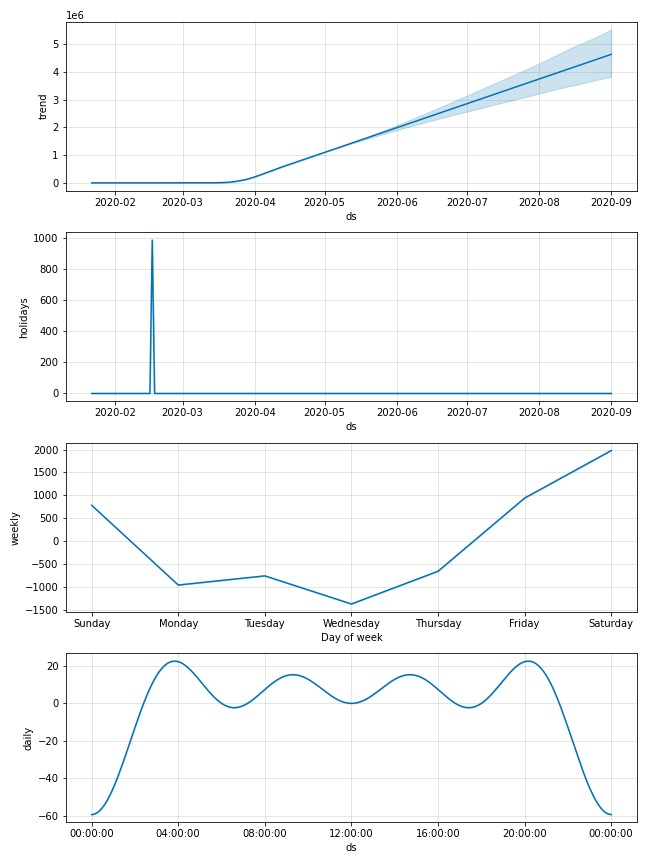 1e6
5
4
3
2
1
0
trend
2020-02 2020-03 2020-04 2020-05 2020-06 2020-07 2020-08 2020-09
ds
1000
800
600
400
200
0
holidays
2020-02 2020-03 2020-04 2020-05 2020-06 2020-07 2020-08 2020-09
ds
2000
1500
1000
500
0
−500
−1000
−1500
weekly
Sunday Monday Tuesday Wednesday Thursday Friday Saturday
Day of week
20
0
−20
−40
−60
daily
00:00:00 04:00:00 08:00:00 12:00:00 16:00:00 20:00:00 00:00:00
ds